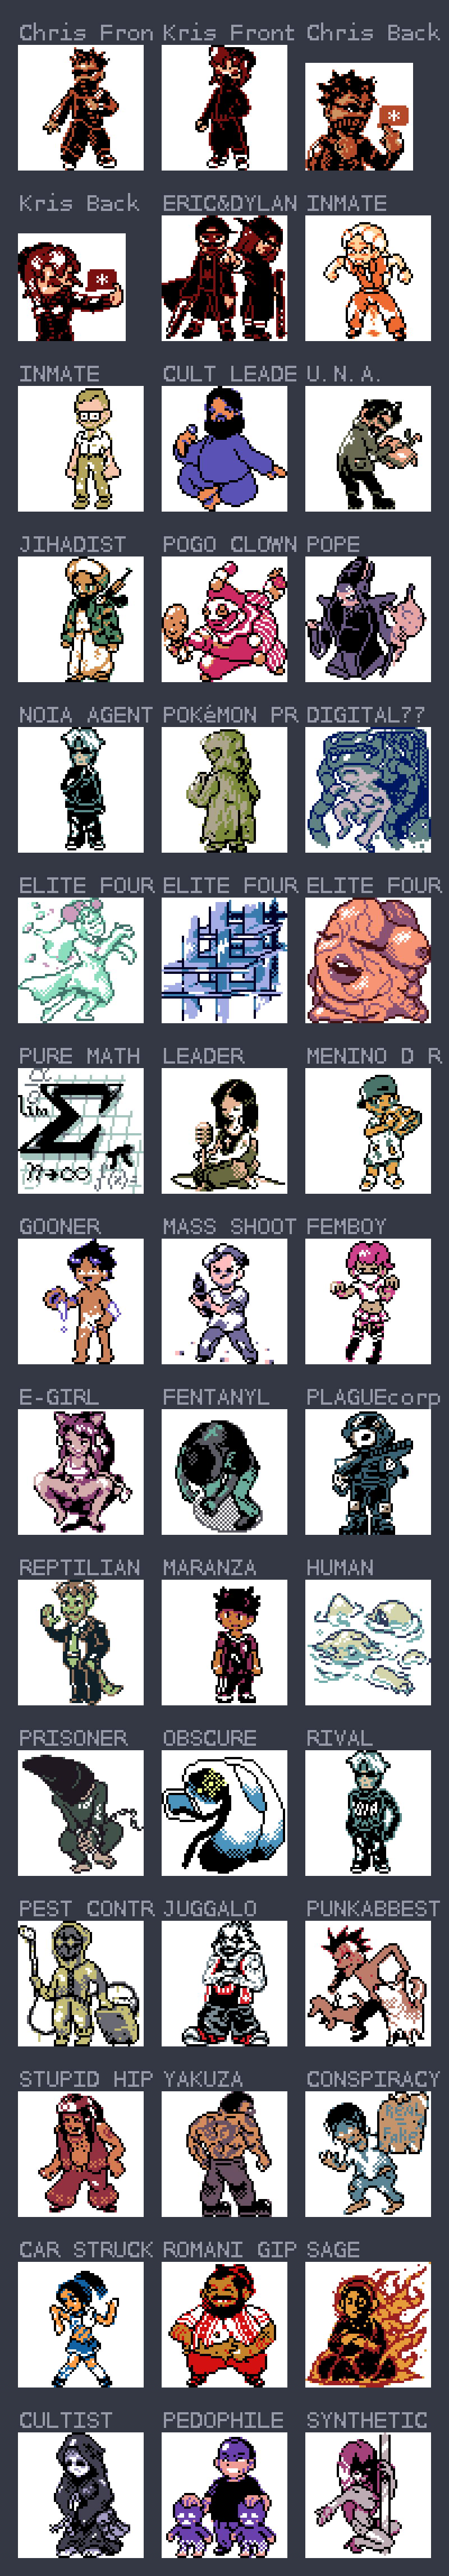 Chris Fron Kris Front Chris Back
*
Kris Back ERIC&DYLAN INMATE
*
INMATE CULT LEADE U.N.A.
JIHADIST POGO CLOWN POPE
NOIA AGENT POKéMON PR DIGITAL??
ELITE FOUR ELITE FOUR ELITE FOUR
PURE MATH LEADER MENINO D R
lim Σ
n→∞ π
GOONER MASS SHOOT FEMBOY
E-GIRL FENTANYL PLAGUEcorp
REPTILIAN MARANZA HUMAN
PRISONER OBSCURE RIVAL
PEST CONTR JUGGALO PUNKABBEST
STUPID HIP YAKUZA CONSPIRACY
REAL
=
FaKE
CAR STRUCK ROMANI GIP SAGE
CULTIST PEDOPHILE SYNTHETIC